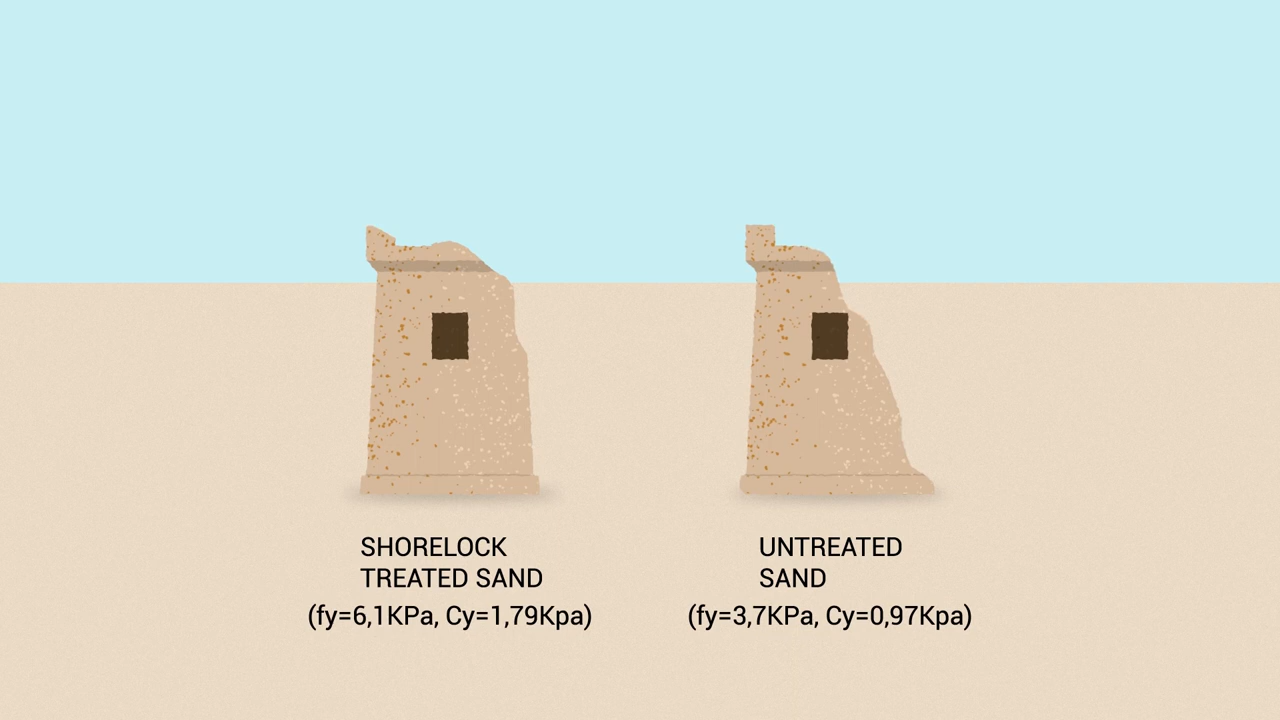 SHORELOCK
TREATED SAND
(fy=6,1KPa, Cy=1,79Kpa)
UNTREATED
SAND
(fy=3,7KPa, Cy=0,97Kpa)